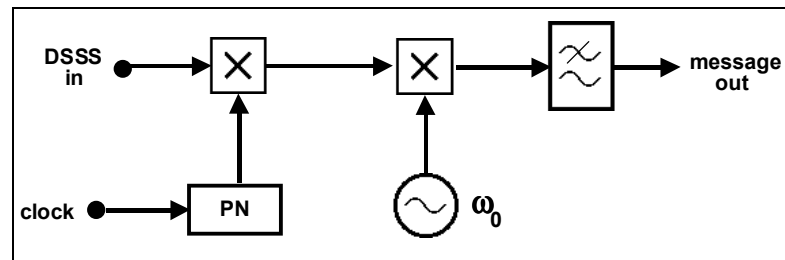 DSSS
in
message
out
clock
PN
ω0